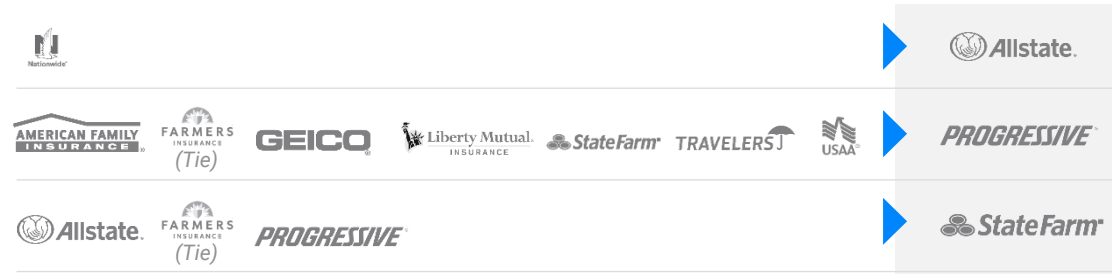 Nationwide®
Allstate.
AMERICAN FAMILY
INSURANCE ®
FARMERS
INSURANCE
(Tie)
GEICO®
Liberty Mutual.
INSURANCE
StateFarm®
TRAVELERS
USAA®
PROGRESSIVE
Allstate.
FARMERS
INSURANCE
(Tie)
PROGRESSIVE
StateFarm®